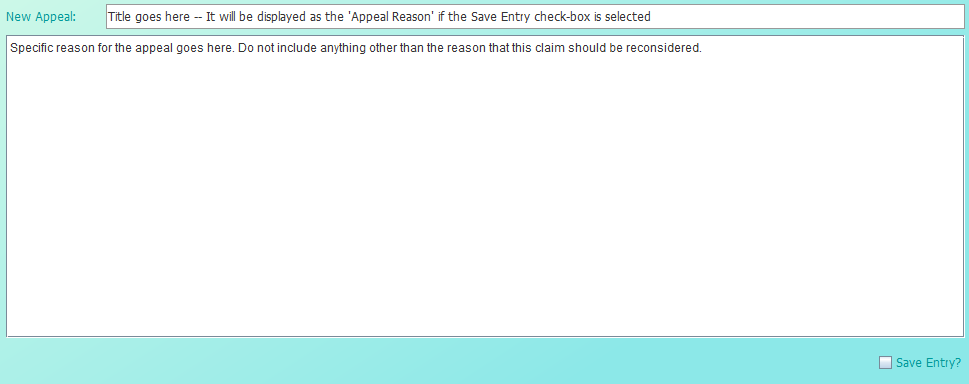 New Appeal: Title goes here -- It will be displayed as the 'Appeal Reason' if the Save Entry check-box is selected
Specific reason for the appeal goes here. Do not include anything other than the reason that this claim should be reconsidered.
Save Entry?